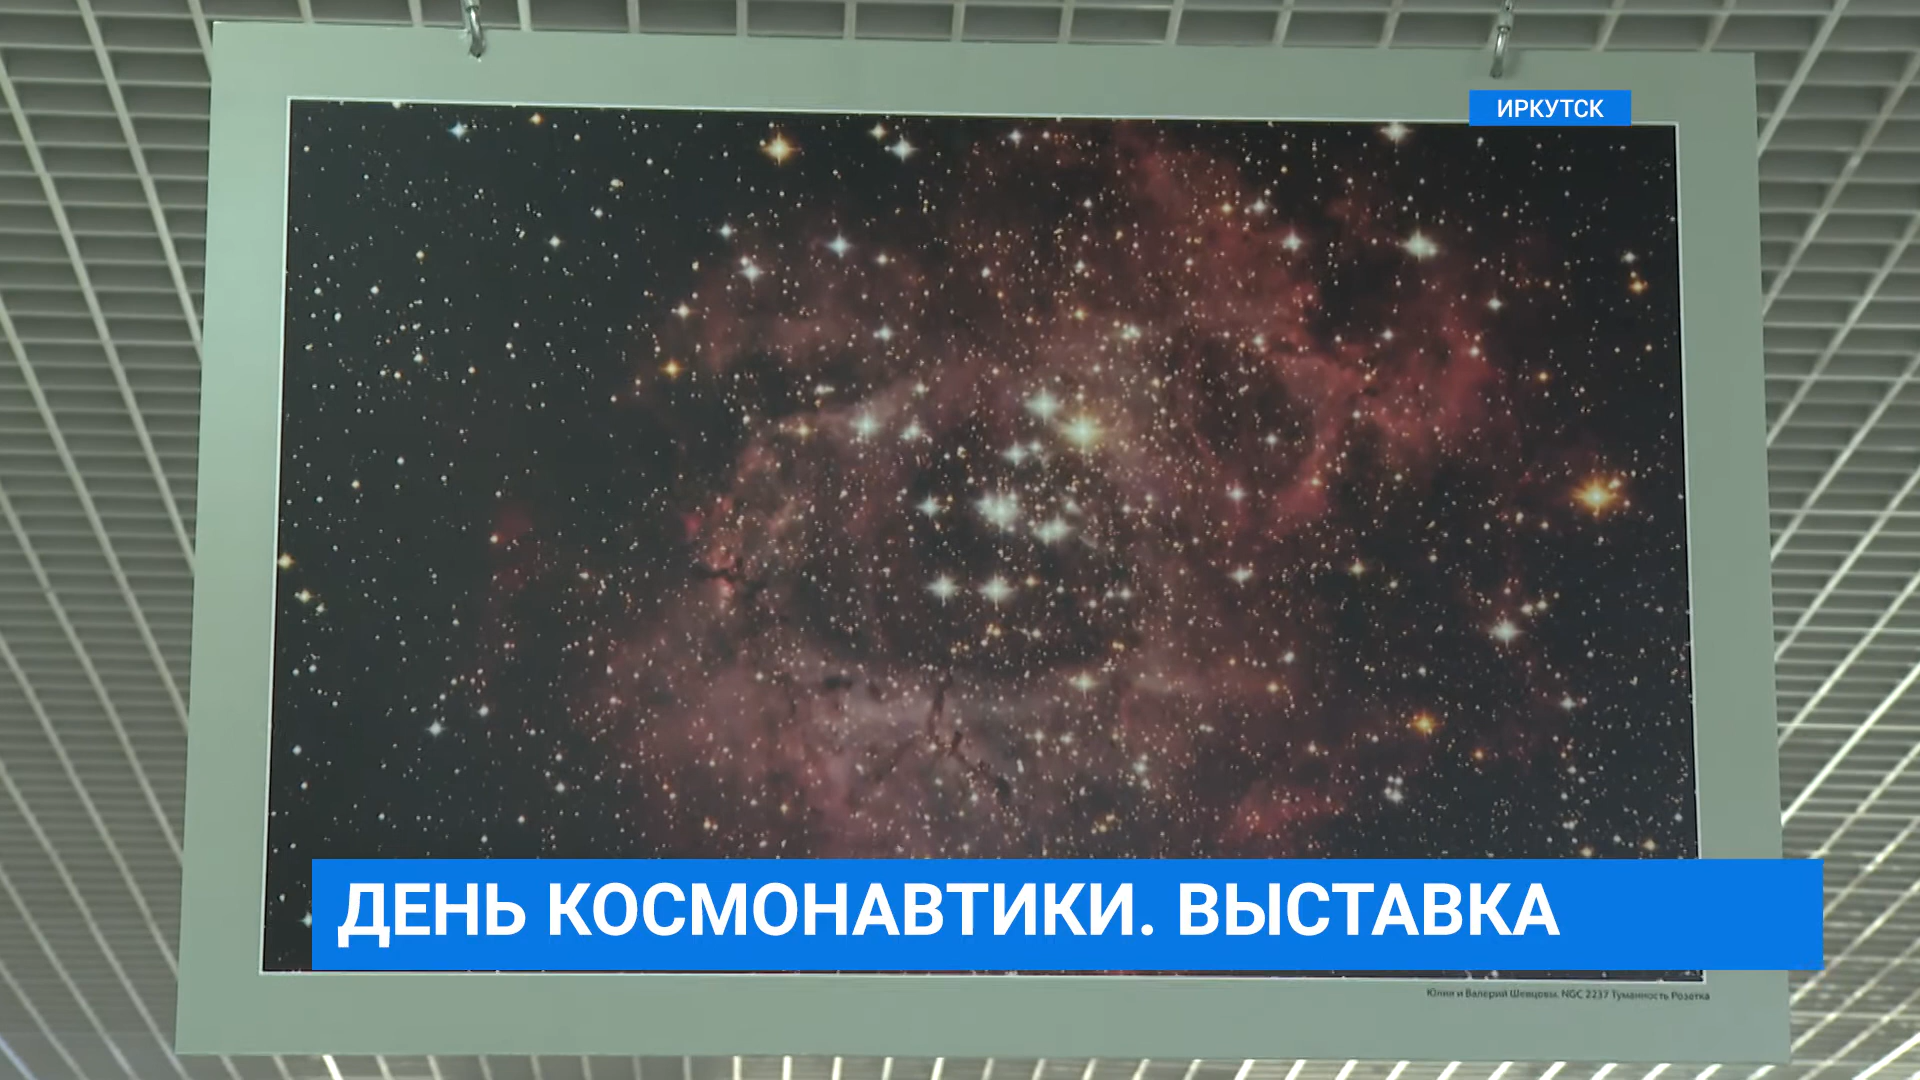 ИРКУТСК
ДЕНЬ КОСМОНАВТИКИ. ВЫСТАВКА
Юлия и Валерий Шевцовы. NGC 2237 Туманность Розетка